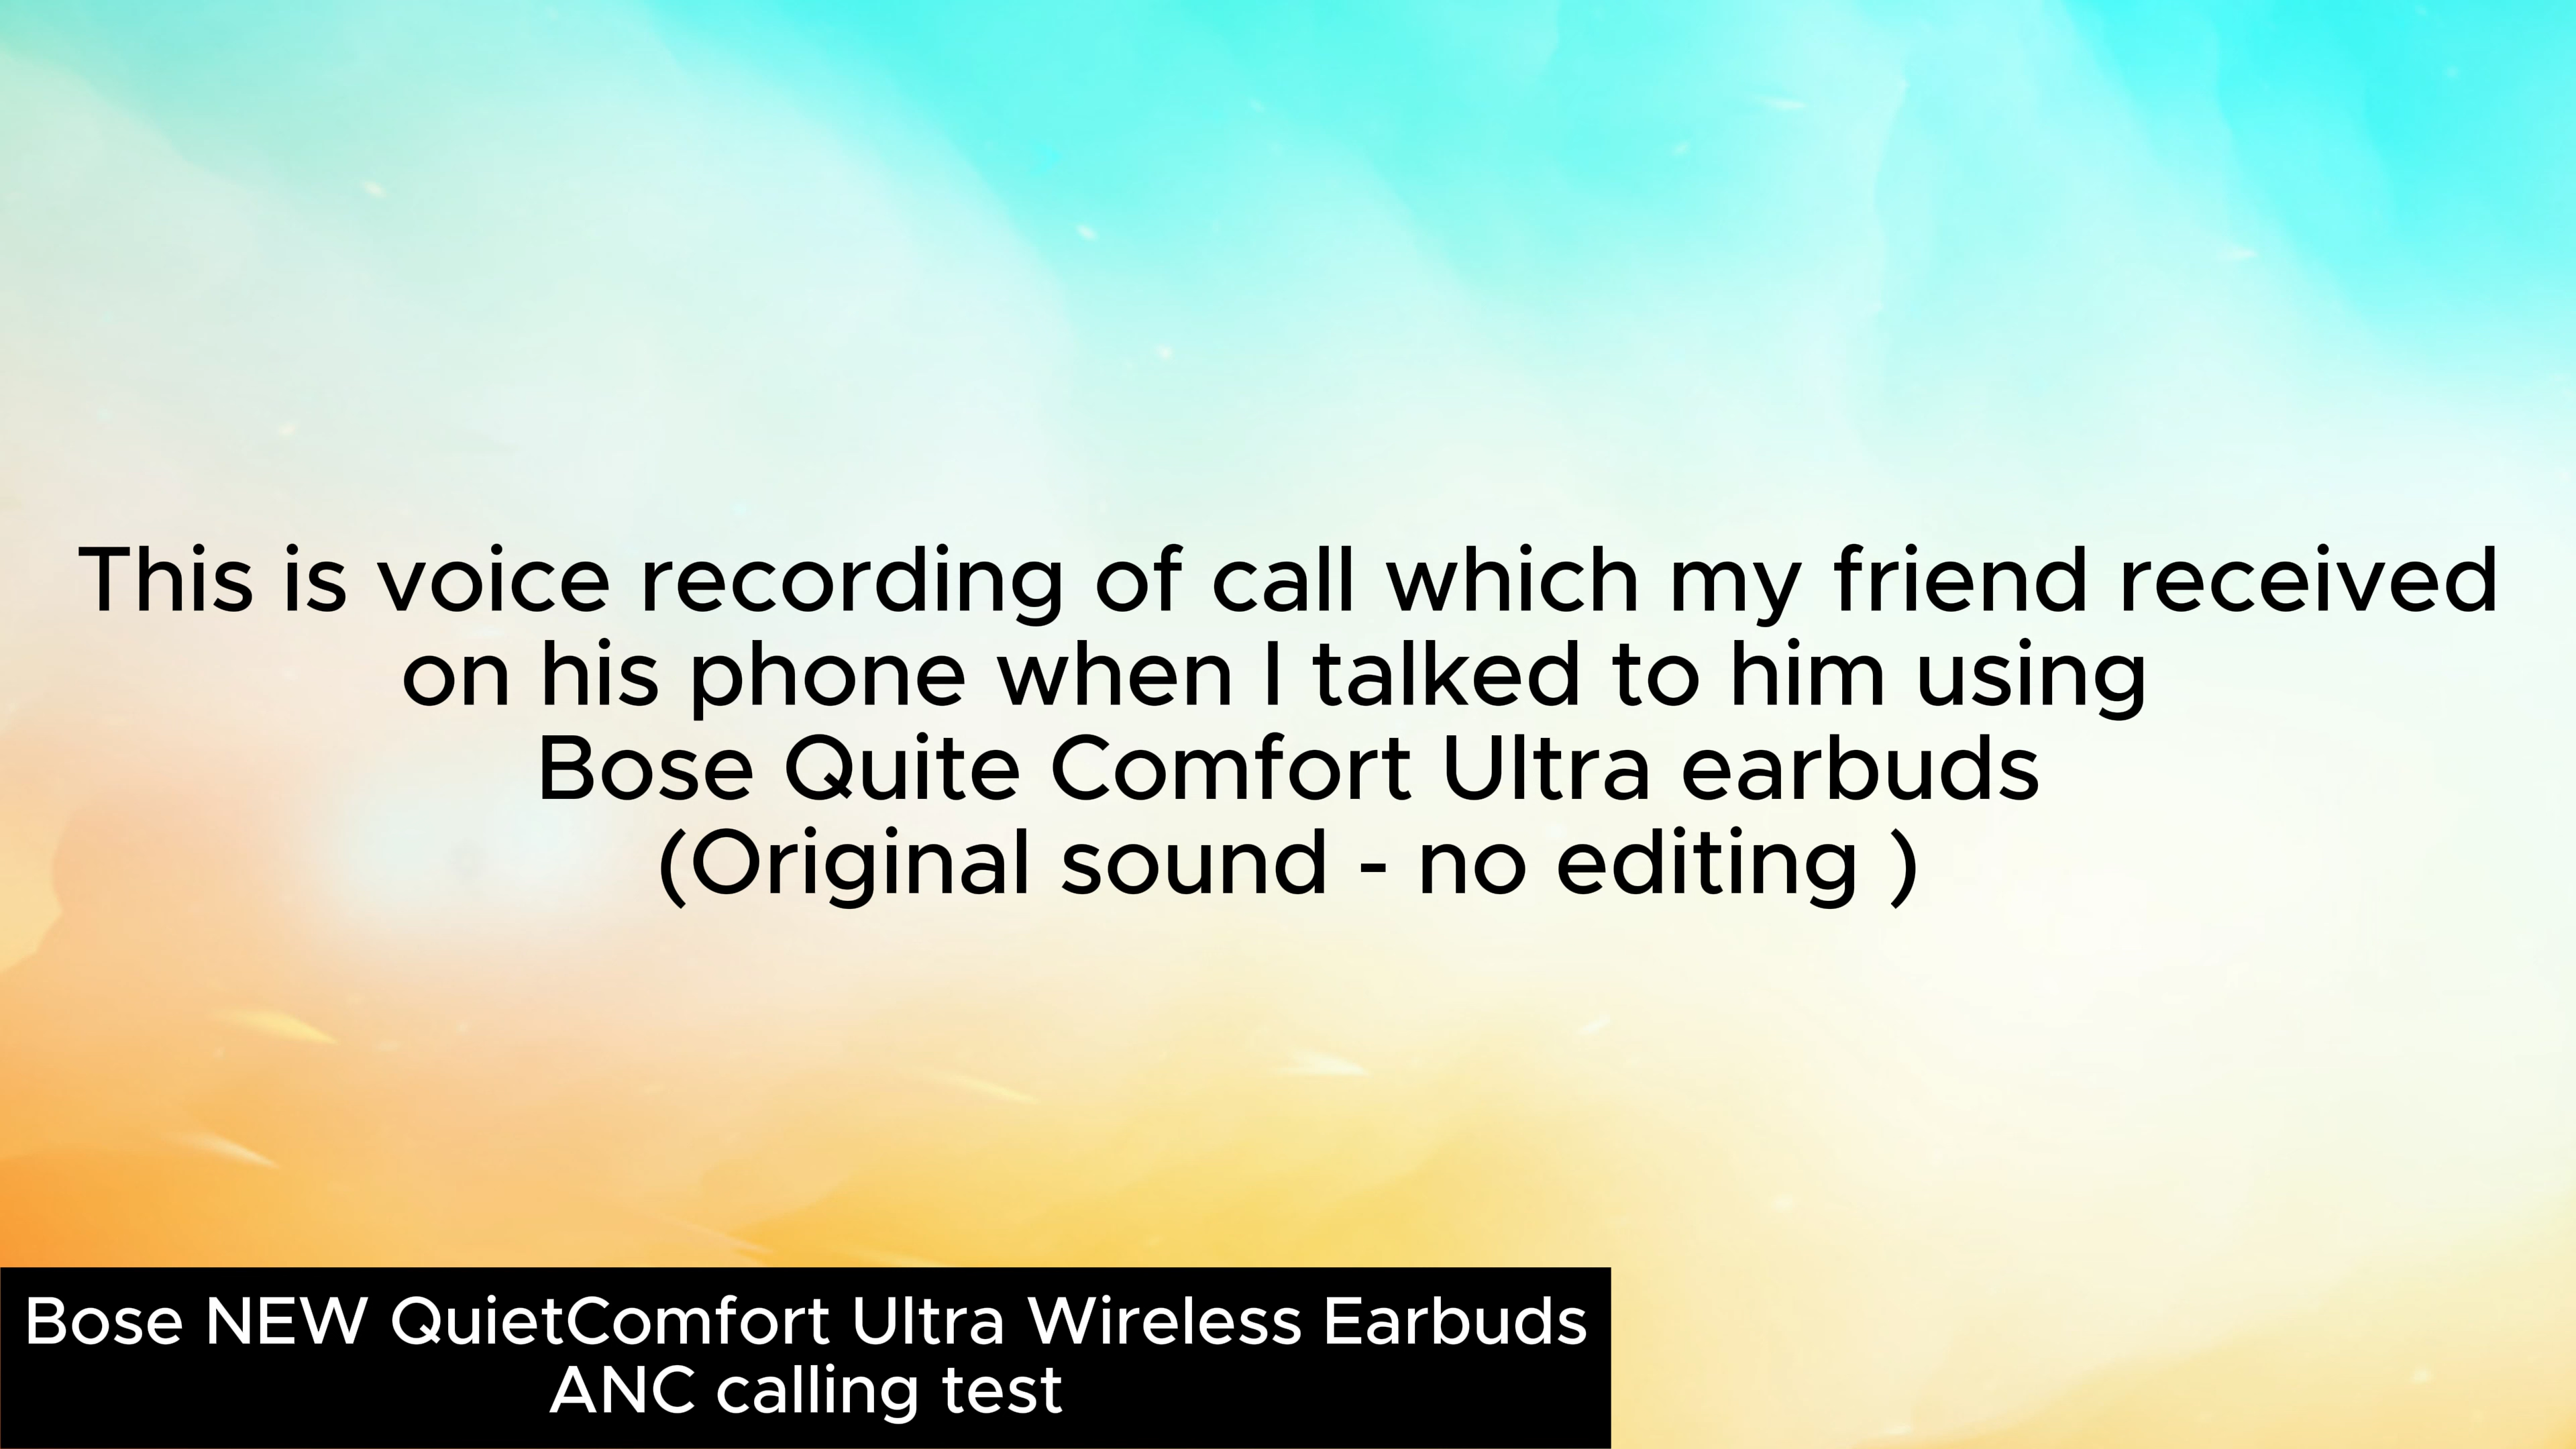 This is voice recording of call which my friend received
on his phone when I talked to him using
Bose Quite Comfort Ultra earbuds
(Original sound - no editing )
Bose NEW QuietComfort Ultra Wireless Earbuds
ANC calling test